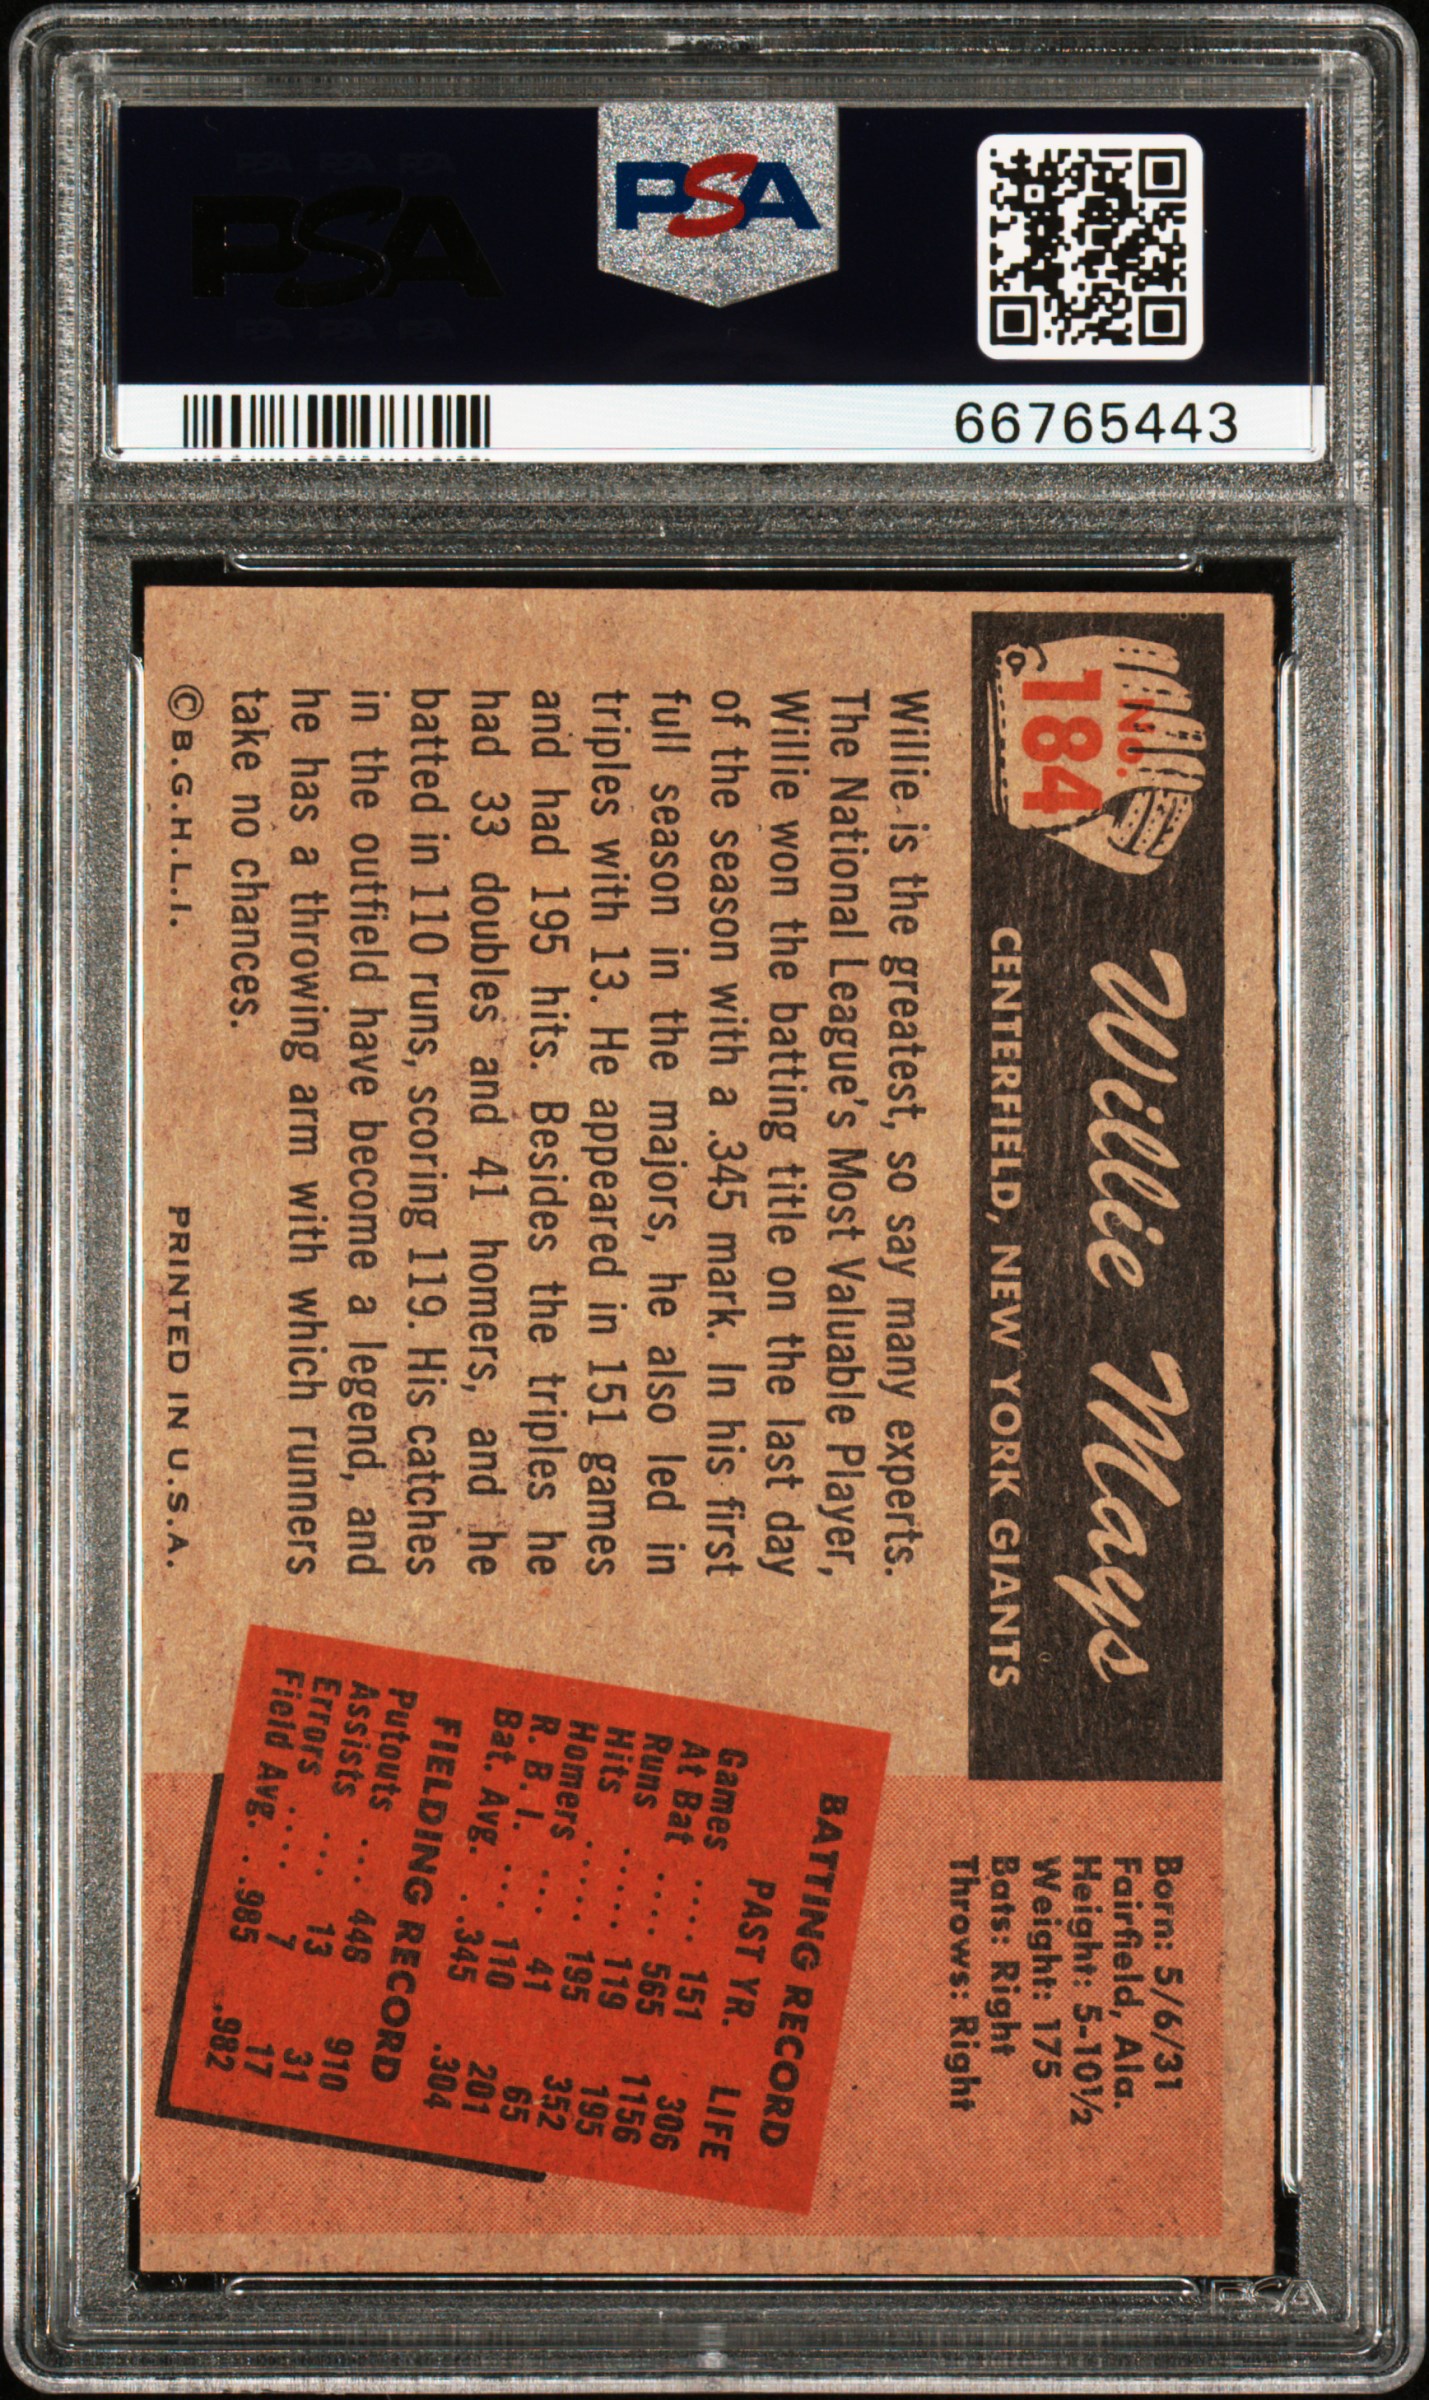 PSA
PSA
66765443
No.
184
Willie Mays
CENTERFIELD, NEW YORK GIANTS
Born: 5/6/31
Fairfield, Ala.
Height: 5-10½
Weight: 175
Bats: Right
Throws: Right
Willie is the greatest, so say many experts.
The National League's Most Valuable Player,
Willie won the batting title on the last day
of the season with a .345 mark. In his first
full season in the majors, he also led in
triples with 13. He appeared in 151 games
and had 195 hits. Besides the triples he
had 33 doubles and 41 homers, and he
batted in 110 runs, scoring 119. His catches
in the outfield have become a legend, and
he has a throwing arm with which runners
take no chances.
BATTING RECORD
PAST YR. LIFE
Games .... 151 306
At Bat .... 565 1156
Runs ..... 119 195
Hits ..... 195 352
Homers .... 41 65
R. B. I. ... 110 201
Bat. Avg. . .345 .304
FIELDING RECORD
Putouts ... 448 910
Assists ... 13 31
Errors .... 7 17
Field Avg. . .985 .982
© B.G.H.L.I.
PRINTED IN U.S.A.
PSA